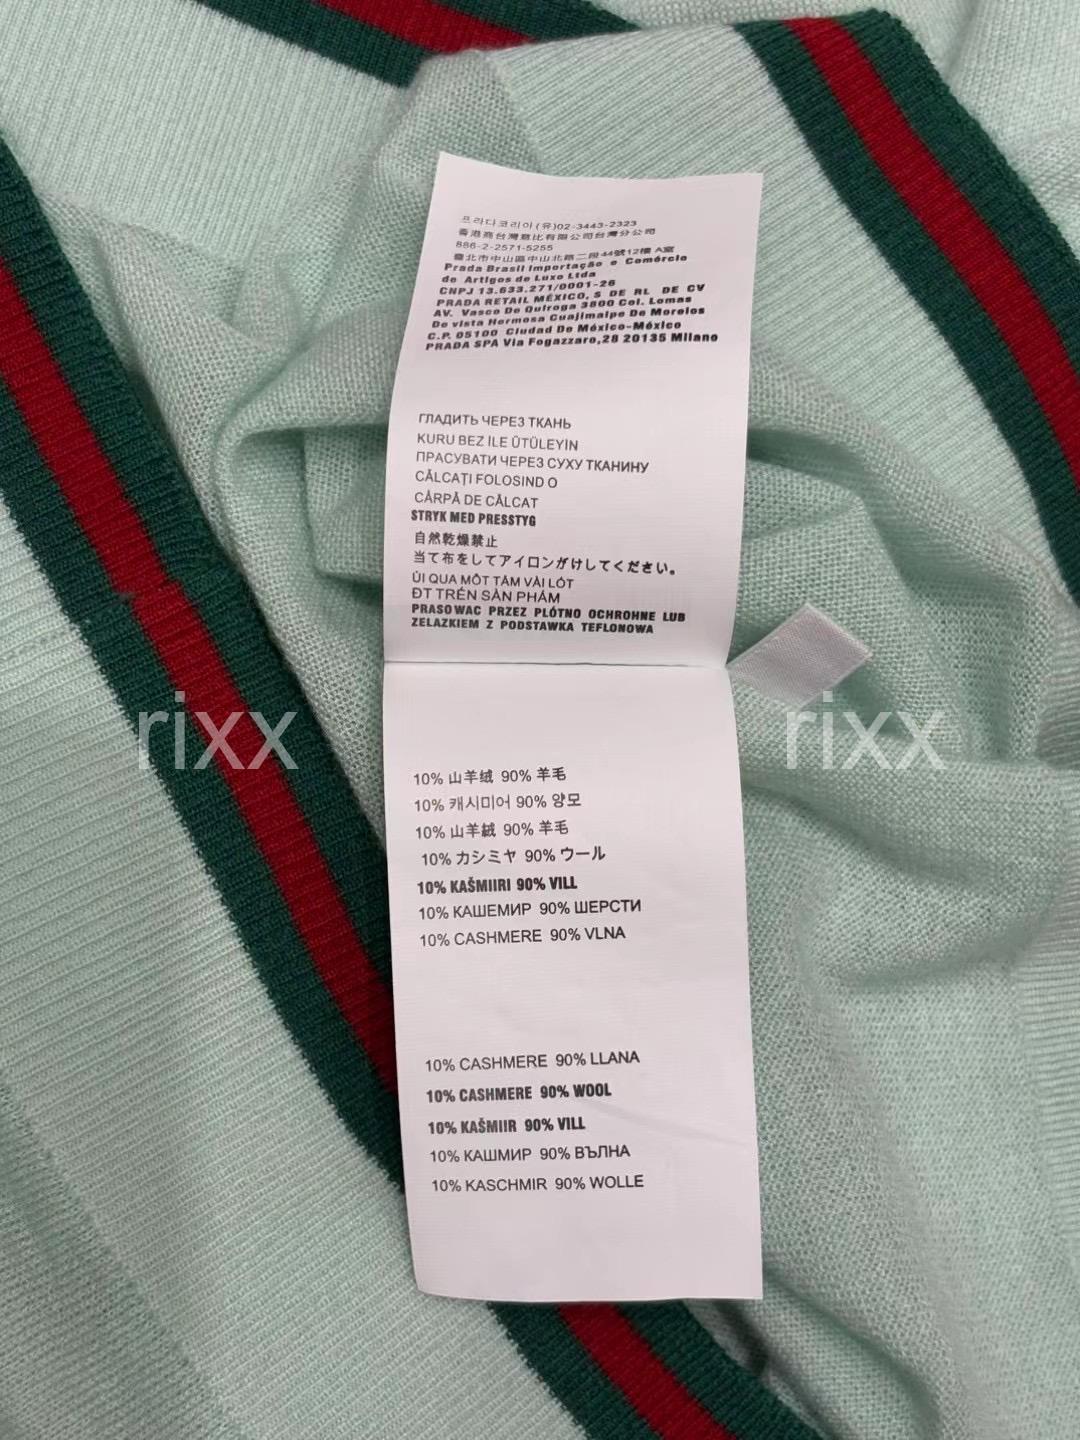 프라다코리아(유)02-3443-2323
香港商台灣意比有限公司台灣分公司
886-2-2571-5255
臺北市中山區中山北路二段44號12樓 A室
Prada Brasil Importação e Comércio
de Artigos de Luxo Ltda
CNPJ 13.633.271/0001-26
PRADA RETAIL MÉXICO, S DE RL DE CV
AV. Vasco De Quiroga 3800 Col. Lomas
De vista Hermosa Cuajimalpe De Morelos
C.P. 05100 Ciudad De México-México
PRADA SPA Via Fogazzaro,28 20135 Milano
ГЛАДИТЬ ЧЕРЕЗ ТКАНЬ
KURU BEZ ILE ÜTÜLEYIN
ПРАСУВАТИ ЧЕРЕЗ СУХУ ТКАНИНУ
CĂLCAȚI FOLOSIND O
CÂRPĂ DE CĂLCAT
STRYK MED PRESSTYG
自然乾燥禁止
当て布をしてアイロンがけしてください。
ỦI QUA MỘT TẤM VẢI LÓT
ĐT TRÊN SẢN PHẨM
PRASOWAC PRZEZ PLÓTNO OCHROHNE LUB
ZELAZKIEM Z PODSTAWKA TEFLONOWA
rixx rixx
10% 山羊绒 90% 羊毛
10% 캐시미어 90% 양모
10% 山羊絨 90% 羊毛
10% カシミヤ 90% ウール
10% KAŠMIIRI 90% VILL
10% КАШЕМИР 90% ШЕРСТИ
10% CASHMERE 90% VLNA
10% CASHMERE 90% LLANA
10% CASHMERE 90% WOOL
10% KAŠMIIR 90% VILL
10% КАШМИР 90% ВЪЛНА
10% KASCHMIR 90% WOLLE